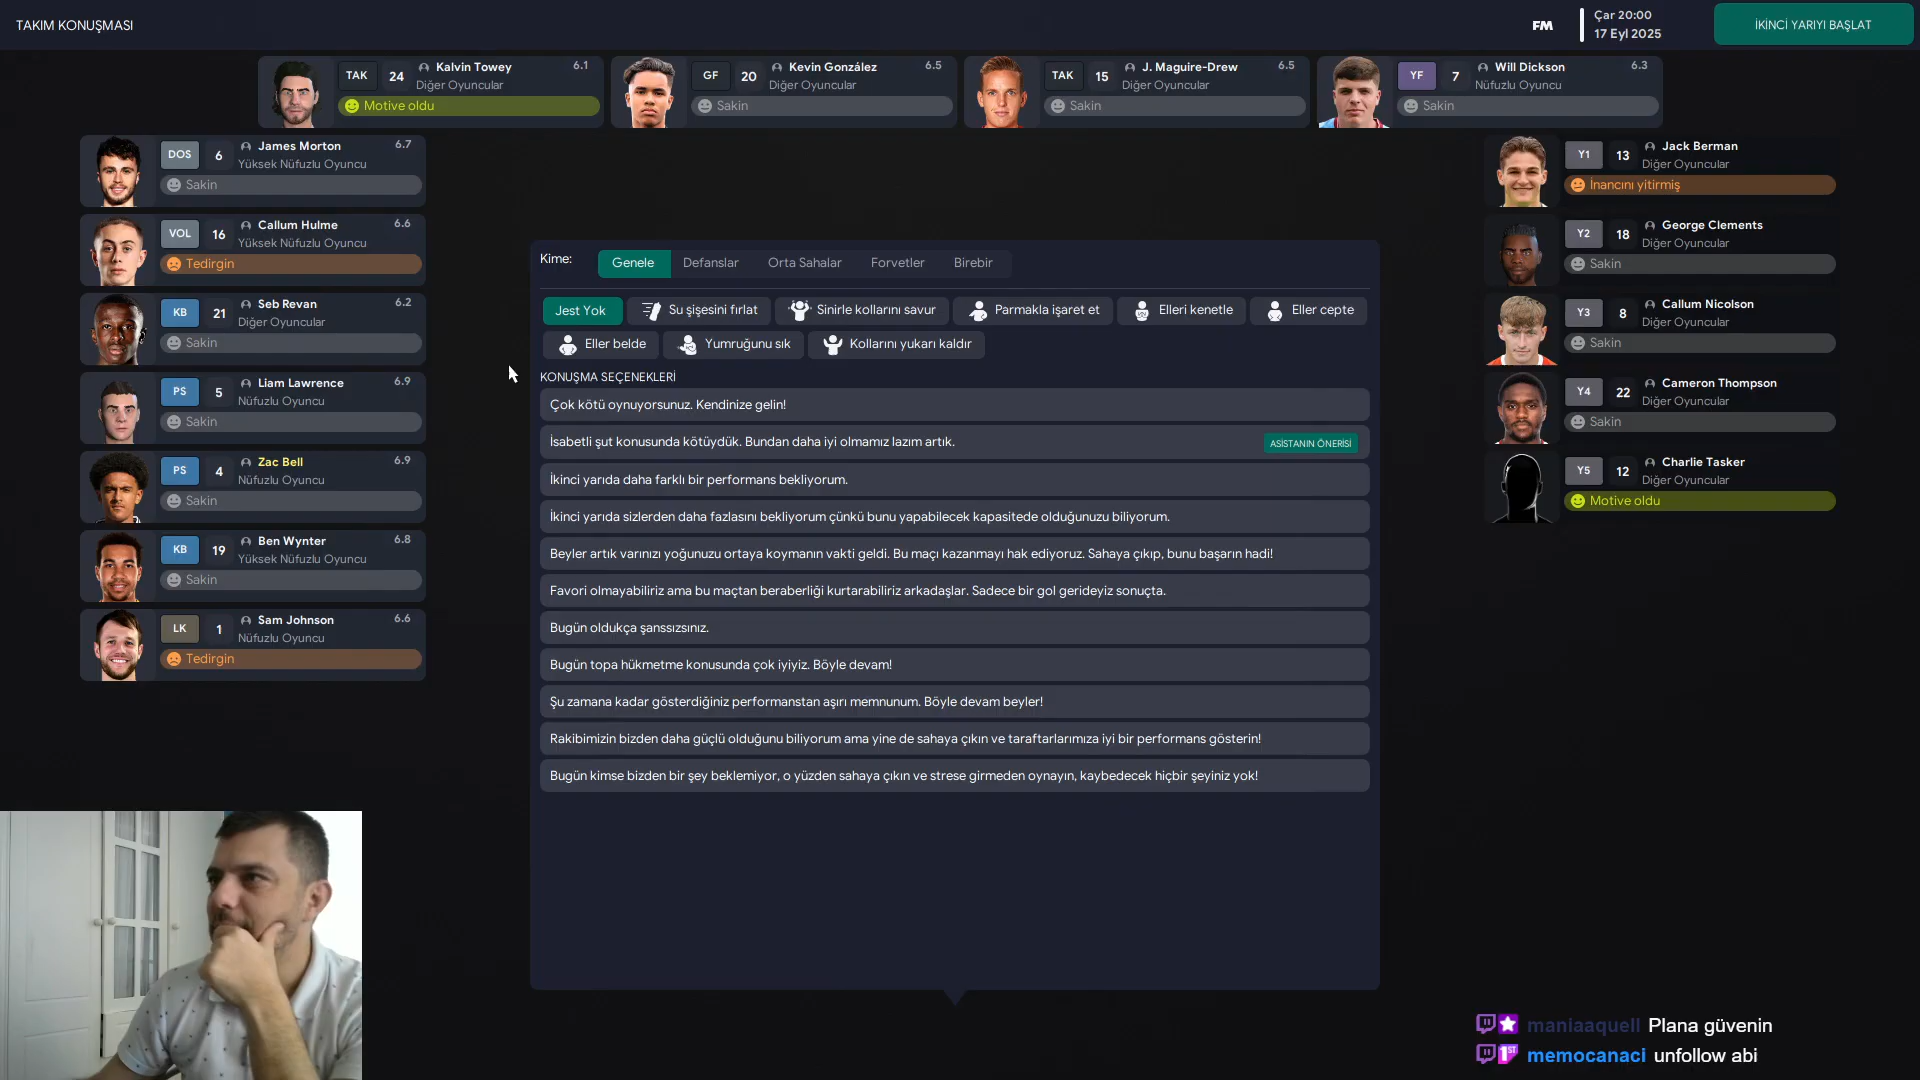 TAKIM KONUŞMASI
FM
Çar 20:00
17 Eyl 2025
İKİNCİ YARIYI BAŞLAT
TAK 24 Kalvin Towey 6.1
Diğer Oyuncular
Motive oldu
GF 20 Kevin González 6.5
Diğer Oyuncular
Sakin
TAK 15 J. Maguire-Drew 6.5
Diğer Oyuncular
Sakin
YF 7 Will Dickson 6.3
Nüfuzlu Oyuncu
Sakin
DOS 6 James Morton 6.7
Yüksek Nüfuzlu Oyuncu
Sakin
VOL 16 Callum Hulme 6.6
Yüksek Nüfuzlu Oyuncu
Tedirgin
KB 21 Seb Revan 6.2
Diğer Oyuncular
Sakin
PS 5 Liam Lawrence 6.9
Nüfuzlu Oyuncu
Sakin
PS 4 Zac Bell 6.9
Nüfuzlu Oyuncu
Sakin
KB 19 Ben Wynter 6.8
Yüksek Nüfuzlu Oyuncu
Sakin
LK 1 Sam Johnson 6.6
Nüfuzlu Oyuncu
Tedirgin
Kime: Genele Defanslar Orta Sahalar Forvetler Birebir
Jest Yok Su şişesini fırlat Sinirle kollarını savur Parmakla işaret et Elleri kenetle Eller cepte
Eller belde Yumruğunu sık Kollarını yukarı kaldır
KONUŞMA SEÇENEKLERİ
Çok kötü oynuyorsunuz. Kendinize gelin!
İsabetli şut konusunda kötüydük. Bundan daha iyi olmamız lazım artık. ASİSTANIN ÖNERİSİ
İkinci yarıda daha farklı bir performans bekliyorum.
İkinci yarıda sizlerden daha fazlasını bekliyorum çünkü bunu yapabilecek kapasitede olduğunuzu biliyorum.
Beyler artık varınızı yoğunuzu ortaya koymanın vakti geldi. Bu maçı kazanmayı hak ediyoruz. Sahaya çıkıp, bunu başarın hadi!
Favori olmayabiliriz ama bu maçtan beraberliği kurtarabiliriz arkadaşlar. Sadece bir gol gerideyiz sonuçta.
Bugün oldukça şanssızsınız.
Bugün topa hükmetme konusunda çok iyiyiz. Böyle devam!
Şu zamana kadar gösterdiğiniz performanstan aşırı memnunum. Böyle devam beyler!
Rakibimizin bizden daha güçlü olduğunu biliyorum ama yine de sahaya çıkın ve taraftarlarımıza iyi bir performans gösterin!
Bugün kimse bizden bir şey beklemiyor, o yüzden sahaya çıkın ve strese girmeden oynayın, kaybedecek hiçbir şeyiniz yok!
Y1 13 Jack Berman
Diğer Oyuncular
İnancını yitirmiş
Y2 18 George Clements
Diğer Oyuncular
Sakin
Y3 8 Callum Nicolson
Diğer Oyuncular
Sakin
Y4 22 Cameron Thompson
Diğer Oyuncular
Sakin
Y5 12 Charlie Tasker
Diğer Oyuncular
Motive oldu
maniaaqueli Plana güvenin
1ST memocanaci unfollow abi